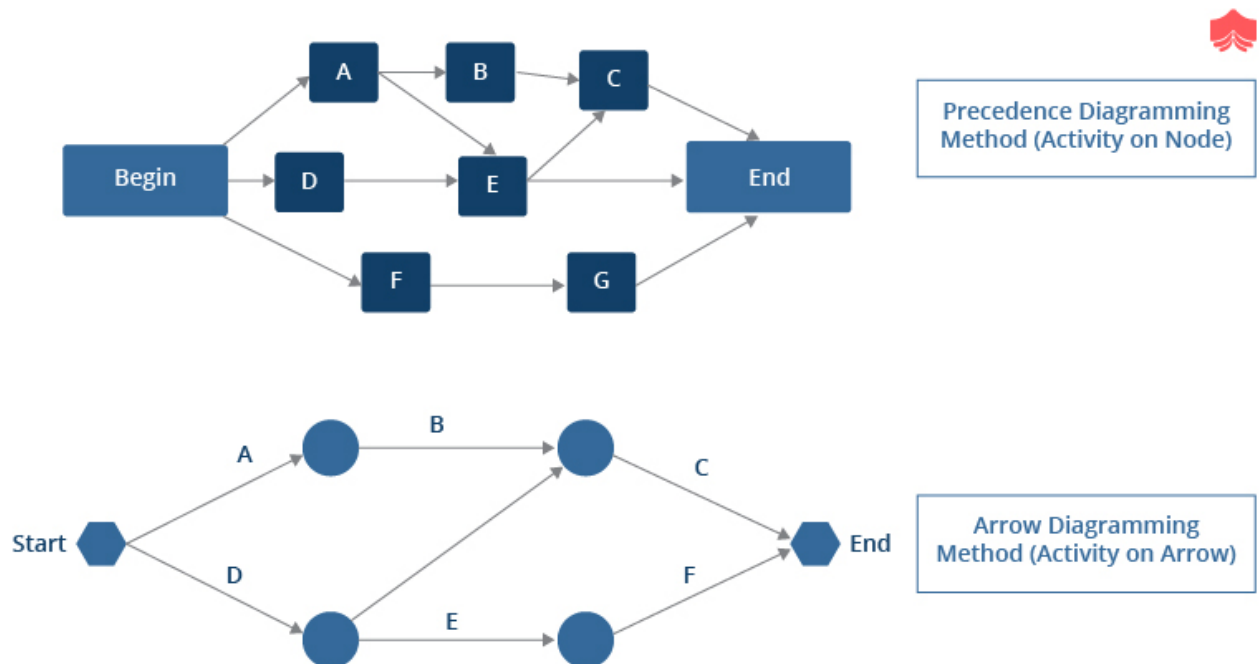 A
B
C
Precedence Diagramming
Method (Activity on Node)
Begin
D
E
End
F
G
A
B
C
Start
End
Arrow Diagramming
Method (Activity on Arrow)
D
F
E